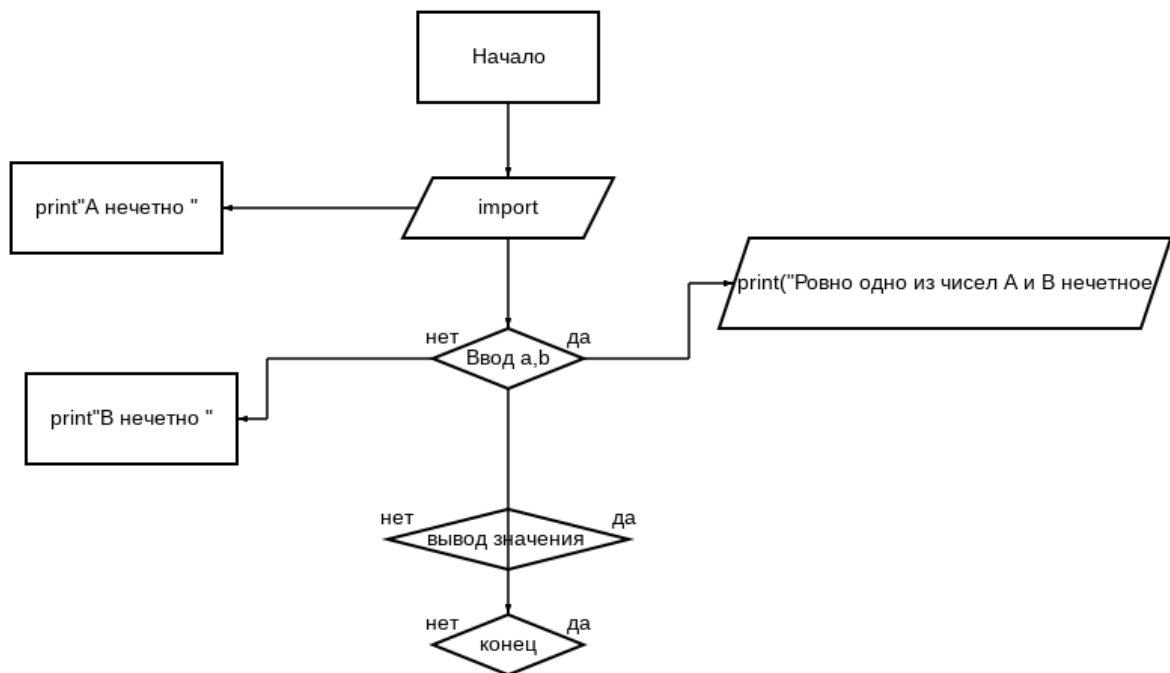 Начало
print"А нечетно "
import
print("Ровно одно из чисел А и В нечетное
нет
да
Ввод a,b
print"В нечетно "
нет
да
вывод значения
нет
да
конец